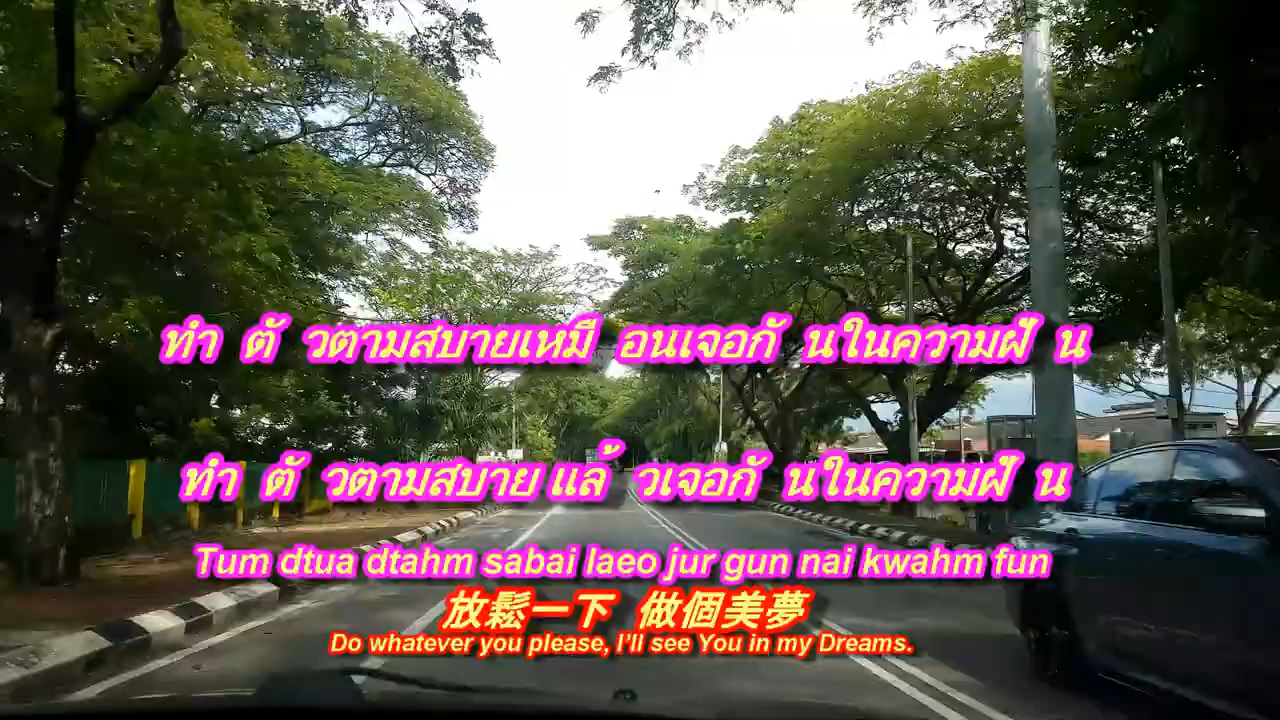 ทำ ตั วตามสบายเหมื อนเจอกั นในความฝั น
ทำ ตั วตามสบาย แล้ วเจอกั นในความฝั น
Tum dtua dtahm sabai laeo jur gun nai kwahm fun
放鬆一下 做個美夢
Do whatever you please, I'll see You in my Dreams.